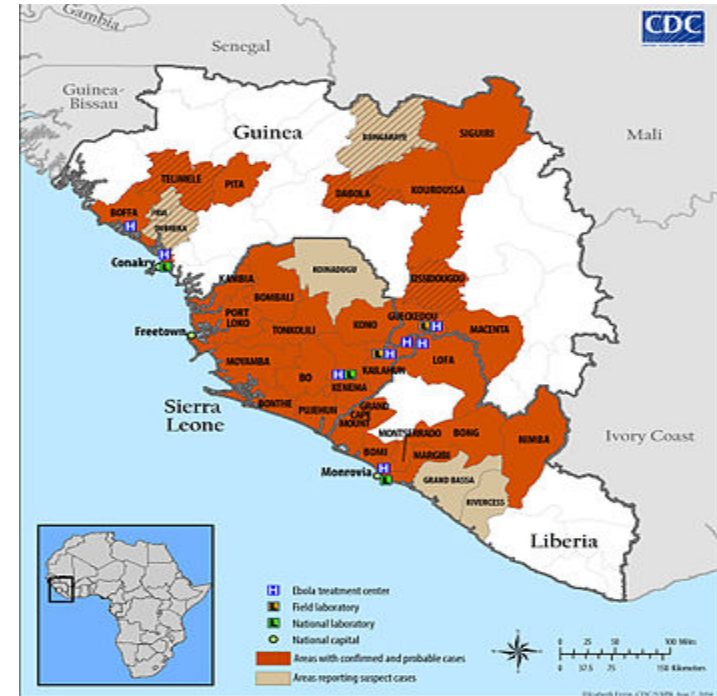 Gambia
CDC
Senegal
Guinea-
Bissau
Guinea
SIGUIRI
Mali
TELIMELE
PITA
DABOLA
KOUROUSSA
BOFFA
Conakry
KISSIDOUGOU
KOINADUGU
KAMBIA
BOMBALI
GUECKEDOU
PORT
LOKO
KONO
MACENTA
Freetown
TONKOLILI
LOFA
MOYAMBA
KAILAHUN
BO
KENEMA
BONTHE
PUJEHUN
GRAND
CAPE
MOUNT
Sierra
Leone
MONTSERRADO
BONG
NIMBA
Ivory Coast
BOMI
MARGIBI
Monrovia
GRAND BASSA
RIVERCESS
Liberia
H Ebola treatment center
L Field laboratory
L National laboratory
National capital
Areas with confirmed and probable cases
Areas reporting suspect cases
0 25 50 100 Miles
0 37.5 75 150 Kilometers